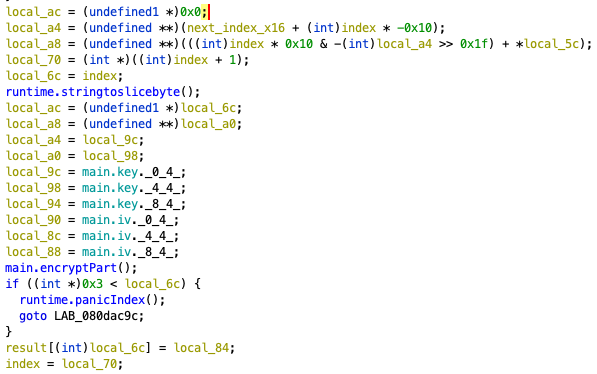 local_ac = (undefined1 *)0x0;
local_a4 = (undefined **)(next_index_x16 + (int)index * -0x10);
local_a8 = (undefined **)(((int)index * 0x10 & -(int)local_a4 >> 0x1f) + *local_5c);
local_70 = (int *)((int)index + 1);
local_6c = index;
runtime.stringtoslicebyte();
local_ac = (undefined1 *)local_6c;
local_a8 = (undefined **)local_a0;
local_a4 = local_9c;
local_a0 = local_98;
local_9c = main.key._0_4_;
local_98 = main.key._4_4_;
local_94 = main.key._8_4_;
local_90 = main.iv._0_4_;
local_8c = main.iv._4_4_;
local_88 = main.iv._8_4_;
main.encryptPart();
if ((int *)0x3 < local_6c) {
  runtime.panicIndex();
  goto LAB_080dac9c;
}
result[(int)local_6c] = local_84;
index = local_70;